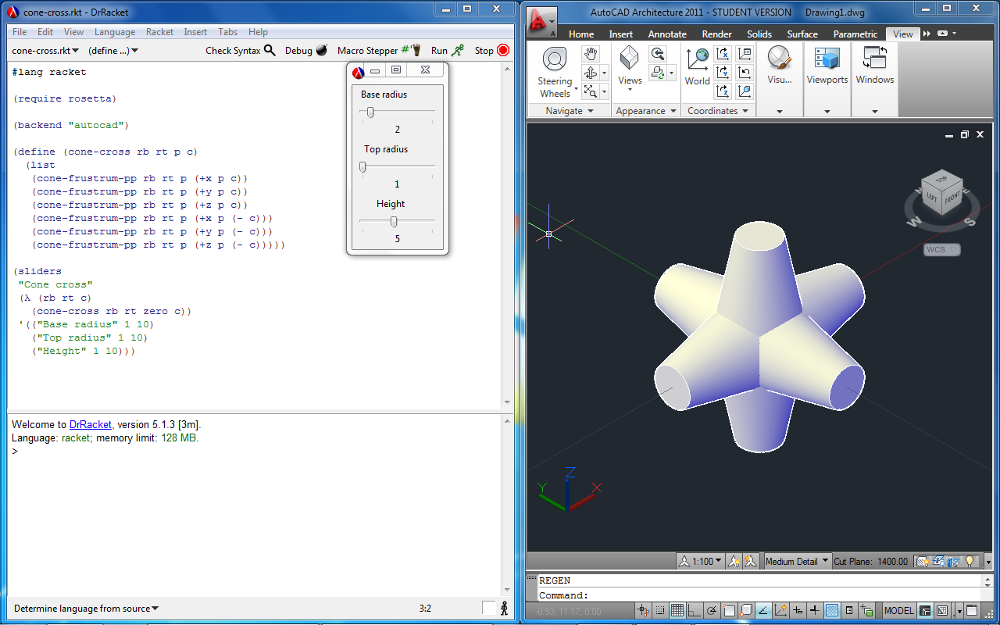 cone-cross.rkt - DrRacket
File Edit View Language Racket Insert Tabs Help
cone-cross.rkt (define ...) Check Syntax Debug Macro Stepper #' Run Stop
#lang racket
(require rosetta)
(backend "autocad")
(define (cone-cross rb rt p c)
(list
(cone-frustrum-pp rb rt p (+x p c))
(cone-frustrum-pp rb rt p (+y p c))
(cone-frustrum-pp rb rt p (+z p c))
(cone-frustrum-pp rb rt p (+x p (- c)))
(cone-frustrum-pp rb rt p (+y p (- c)))
(cone-frustrum-pp rb rt p (+z p (- c)))))
(sliders
"Cone cross"
(λ (rb rt c)
(cone-cross rb rt zero c))
'(("Base radius" 1 10)
("Top radius" 1 10)
("Height" 1 10)))
Base radius
2
Top radius
1
Height
5
Welcome to DrRacket, version 5.1.3 [3m].
Language: racket; memory limit: 128 MB.
>
Determine language from source 3:2
AutoCAD Architecture 2011 - STUDENT VERSION Drawing1.dwg
Home Insert Annotate Render Solids Surface Parametric View
Steering Wheels
Views
World
Visu...
Viewports
Windows
Navigate Appearance Coordinates
TOP
LEFT FRONT
N E
W S
WCS
Z
Y X
1:100 Medium Detail Cut Plane: 1400.00
REGEN
Command:
-0.93, 11.17, 0.00 MODEL